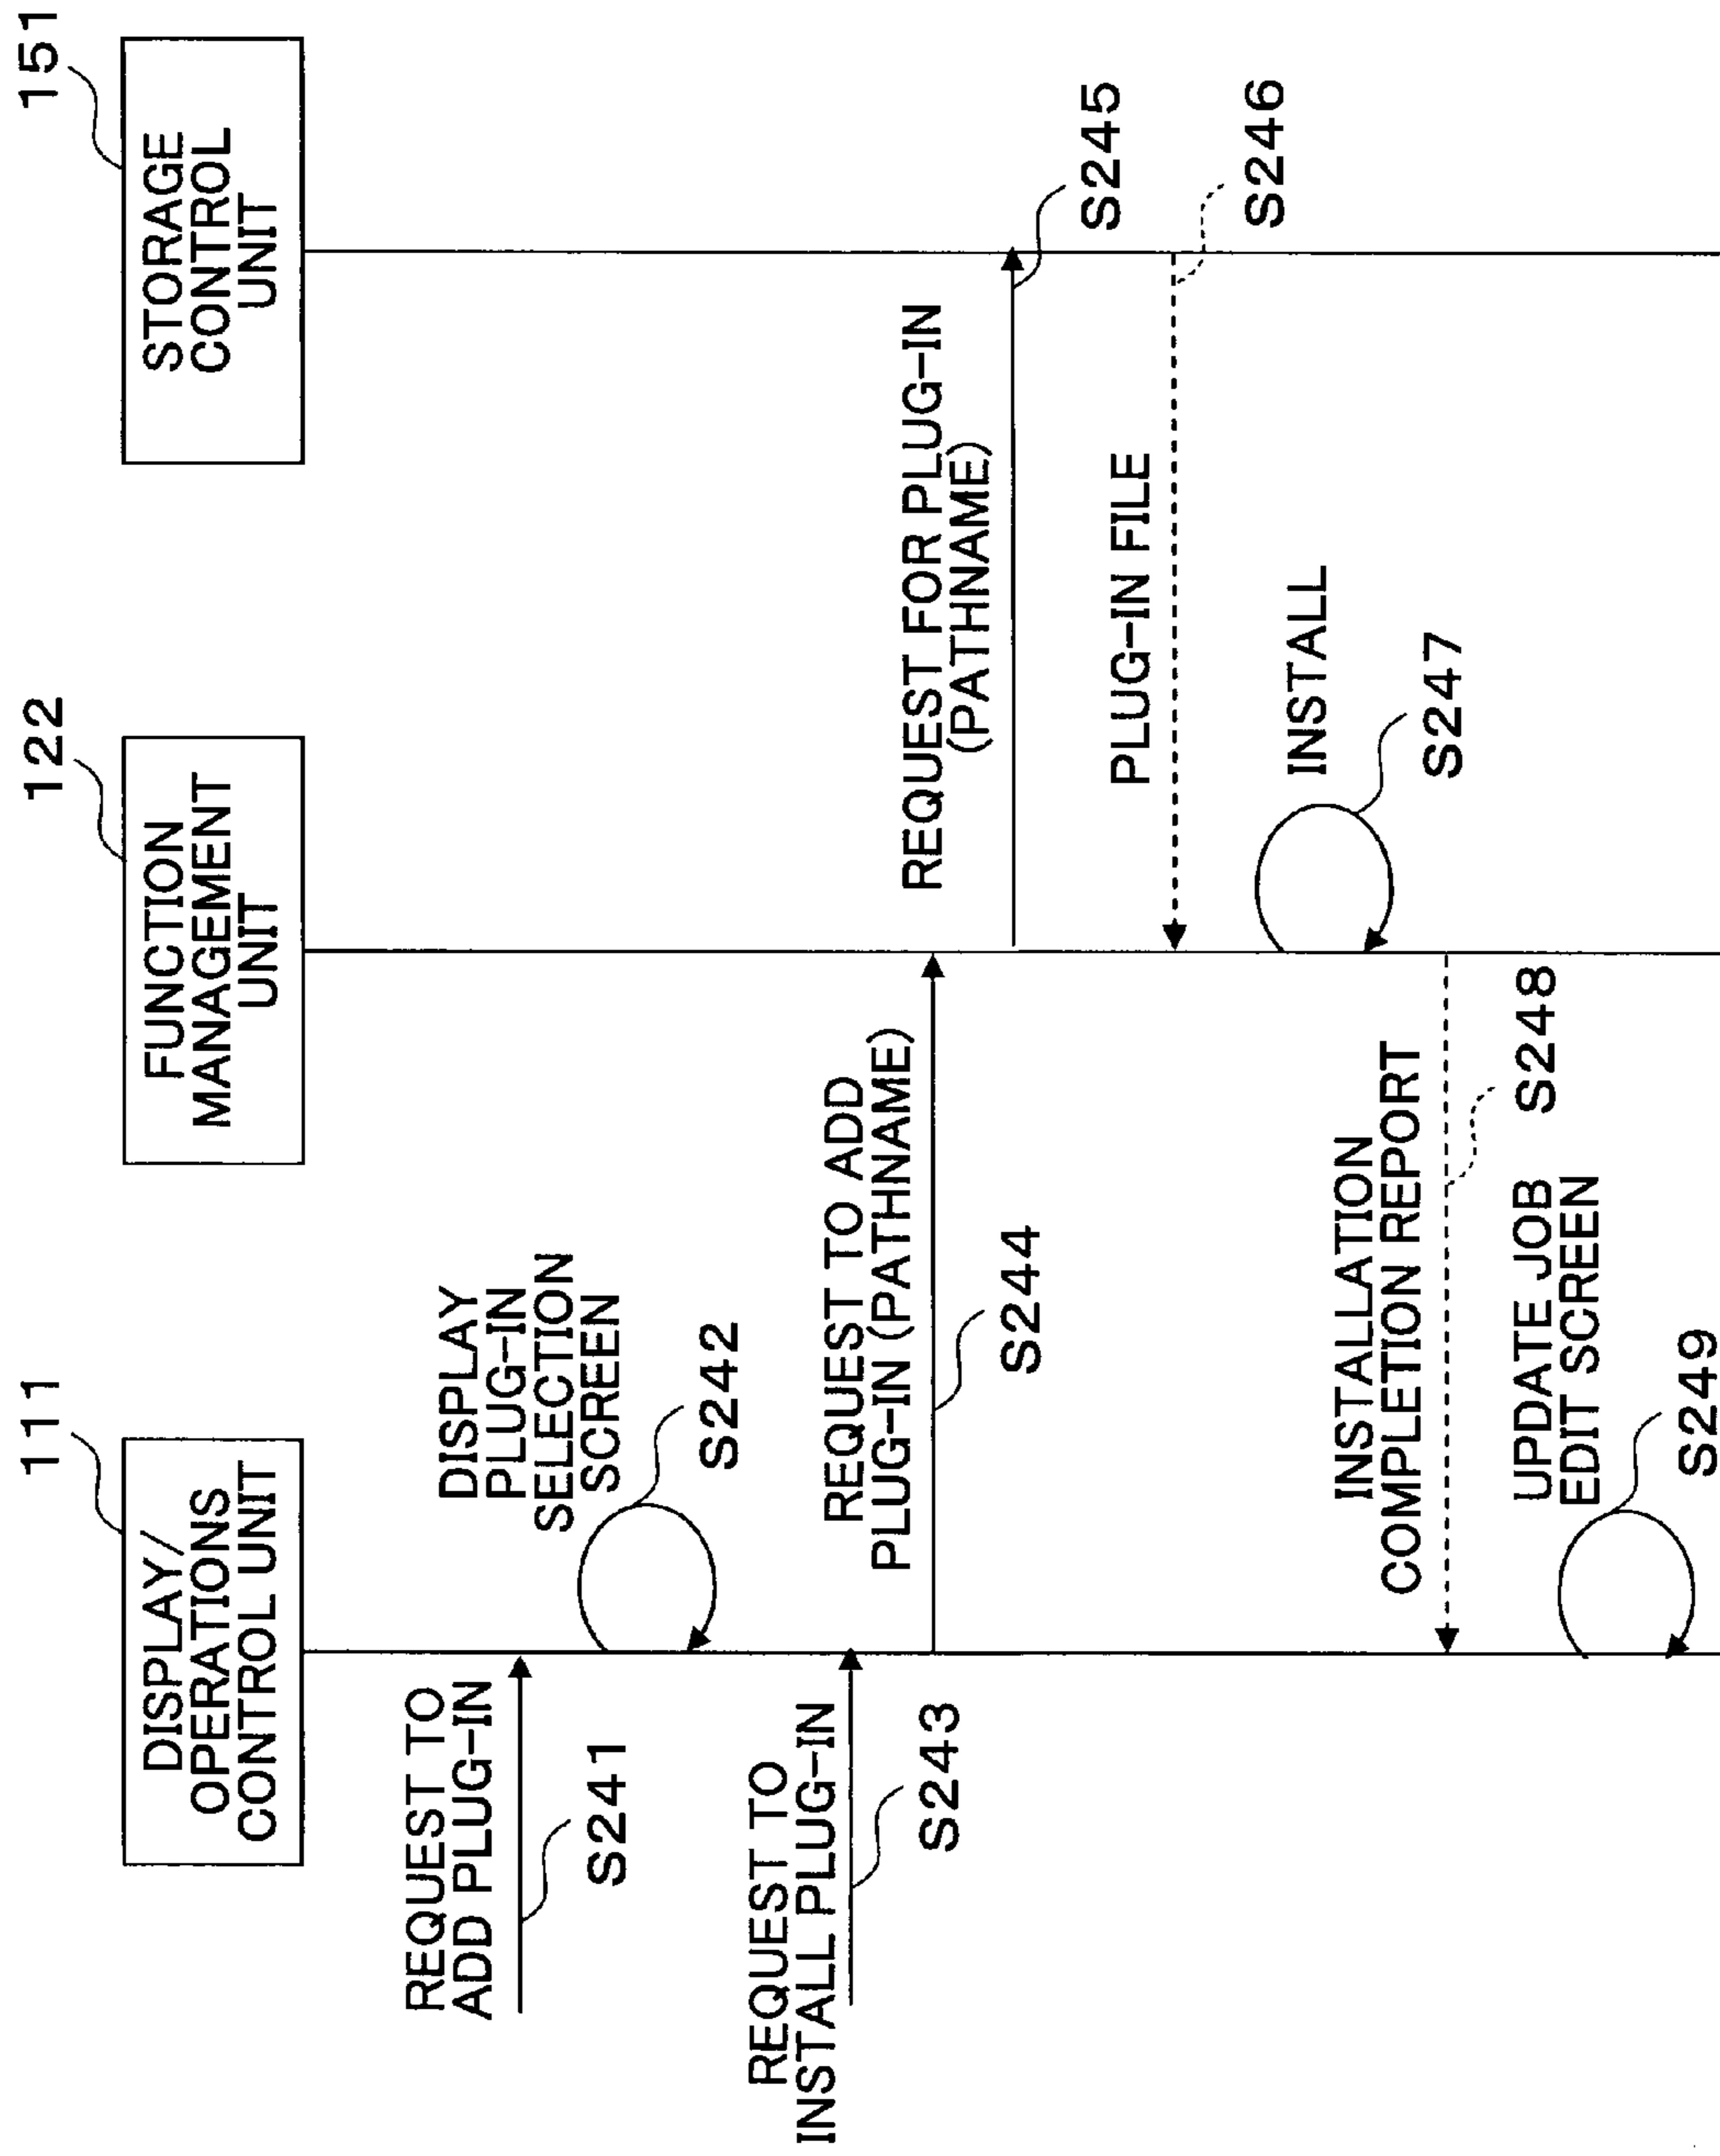 111
DISPLAY/
OPERATIONS
CONTROL UNIT
122
FUNCTION
MANAGEMENT
UNIT
151
STORAGE
CONTROL
UNIT
REQUEST TO
ADD PLUG-IN
S241
DISPLAY
PLUG-IN
SELECTION
SCREEN
S242
REQUEST TO
INSTALL PLUG-IN
S243
REQUEST TO ADD
PLUG-IN (PATHNAME)
S244
REQUEST FOR PLUG-IN
(PATHNAME)
S245
PLUG-IN FILE
S246
INSTALL
S247
INSTALLATION
COMPLETION REPORT
S248
UPDATE JOB
EDIT SCREEN
S249